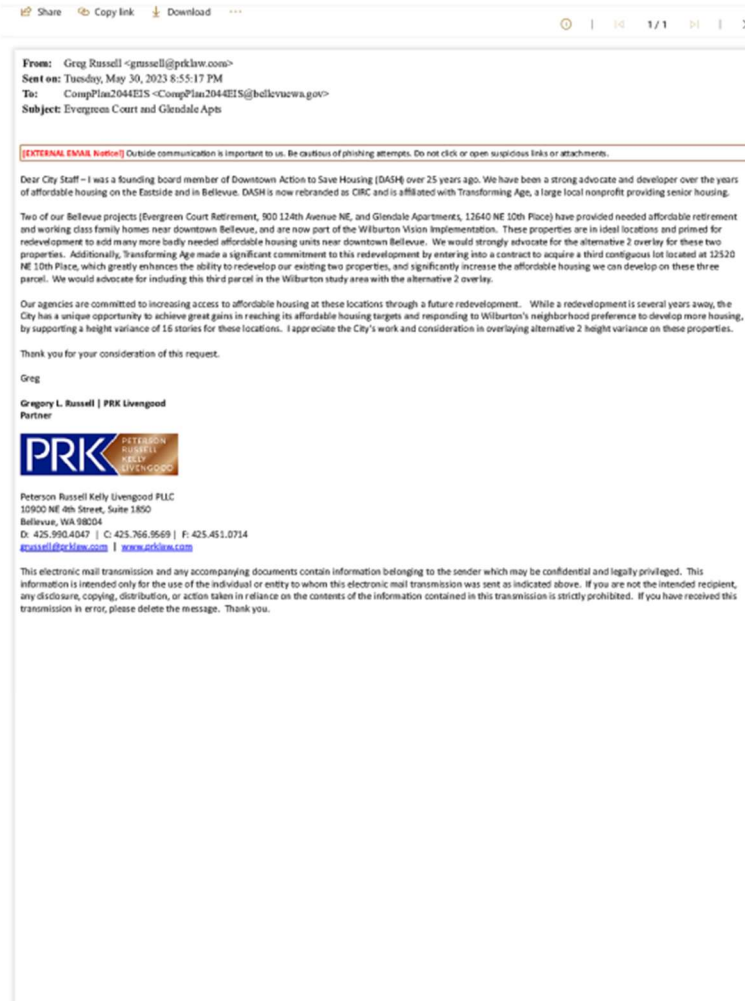 Share Copy link Download ...
1/1
From: Greg Russell <grussell@prklaw.com>
Sent on: Tuesday, May 30, 2023 8:55:17 PM
To: CompPlan2044EIS <CompPlan2044EIS@bellevuewa.gov>
Subject: Evergreen Court and Glendale Apts
[EXTERNAL EMAIL Notice!] Outside communication is important to us. Be cautious of phishing attempts. Do not click or open suspicious links or attachments.
Dear City Staff – I was a founding board member of Downtown Action to Save Housing (DASH) over 25 years ago. We have been a strong advocate and developer over the years
of affordable housing on the Eastside and in Bellevue. DASH is now rebranded as CIRC and is affiliated with Transforming Age, a large local nonprofit providing senior housing.
Two of our Bellevue projects (Evergreen Court Retirement, 900 124th Avenue NE, and Glendale Apartments, 12640 NE 10th Place) have provided needed affordable retirement
and working class family homes near downtown Bellevue, and are now part of the Wilburton Vision Implementation. These properties are in ideal locations and primed for
redevelopment to add many more badly needed affordable housing units near downtown Bellevue. We would strongly advocate for the alternative 2 overlay for these two
properties. Additionally, Transforming Age made a significant commitment to this redevelopment by entering into a contract to acquire a third contiguous lot located at 12520
NE 10th Place, which greatly enhances the ability to redevelop our existing two properties, and significantly increase the affordable housing we can develop on these three
parcel. We would advocate for including this third parcel in the Wilburton study area with the alternative 2 overlay.
Our agencies are committed to increasing access to affordable housing at these locations through a future redevelopment. While a redevelopment is several years away, the
City has a unique opportunity to achieve great gains in reaching its affordable housing targets and responding to Wilburton's neighborhood preference to develop more housing,
by supporting a height variance of 16 stories for these locations. I appreciate the City's work and consideration in overlaying alternative 2 height variance on these properties.
Thank you for your consideration of this request.
Greg
Gregory L. Russell | PRK Livengood
Partner
PRK PETERSON
RUSSELL
KELLY
LIVENGOOD
Peterson Russell Kelly Livengood PLLC
10900 NE 4th Street, Suite 1850
Bellevue, WA 98004
D: 425.990.4047 | C: 425.766.9569 | F: 425.451.0714
grussell@prklaw.com | www.prklaw.com
This electronic mail transmission and any accompanying documents contain information belonging to the sender which may be confidential and legally privileged. This
information is intended only for the use of the individual or entity to whom this electronic mail transmission was sent as indicated above. If you are not the intended recipient,
any disclosure, copying, distribution, or action taken in reliance on the contents of the information contained in this transmission is strictly prohibited. If you have received this
transmission in error, please delete the message. Thank you.